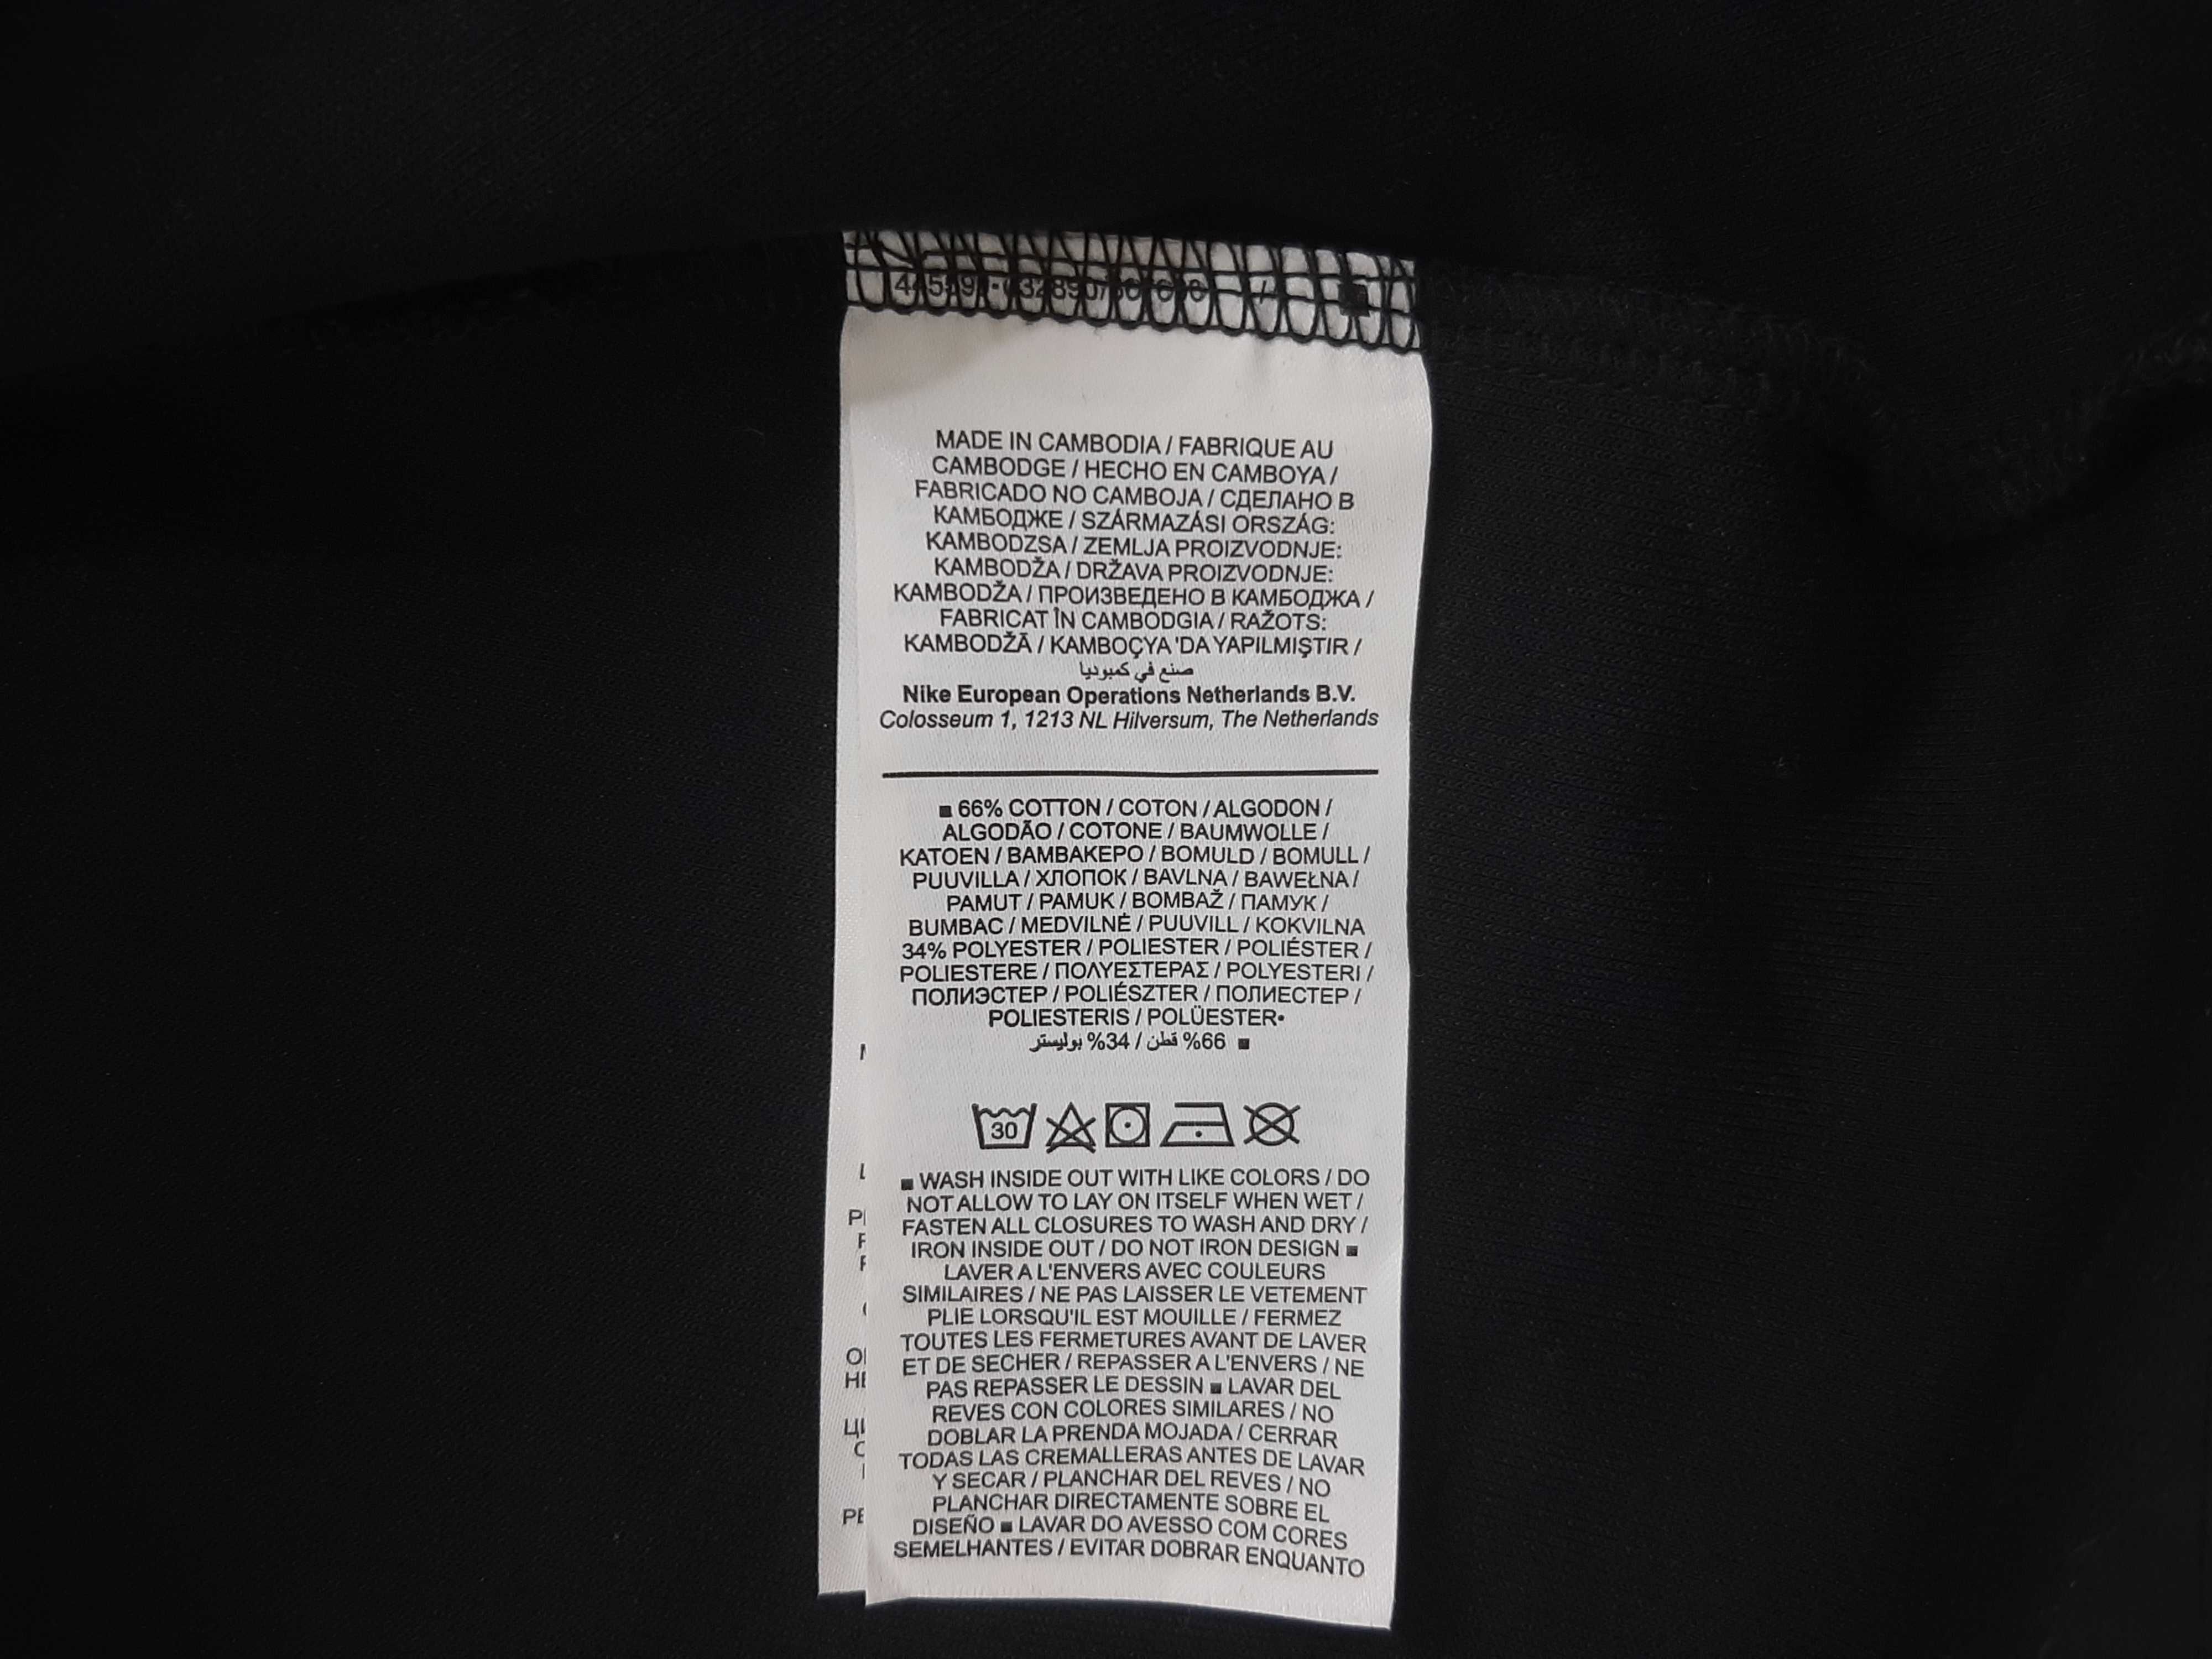 MADE IN CAMBODIA / FABRIQUE AU
CAMBODGE / HECHO EN CAMBOYA /
FABRICADO NO CAMBOJA / СДЕЛАНО В
КАМБОДЖЕ / SZÁRMAZÁSI ORSZÁG:
KAMBODZSA / ZEMLJA PROIZVODNJE:
KAMBODŽA / DRŽAVA PROIZVODNJE:
KAMBODŽA / ПРОИЗВЕДЕНО В КАМБОДЖА /
FABRICAT ÎN CAMBODGIA / RAŽOTS:
KAMBODŽĀ / KAMBOÇYA 'DA YAPILMIŞTIR /
صنع في كمبوديا
Nike European Operations Netherlands B.V.
Colosseum 1, 1213 NL Hilversum, The Netherlands
■ 66% COTTON / COTON / ALGODON /
ALGODÃO / COTONE / BAUMWOLLE /
KATOEN / ΒΑΜΒΑΚΕΡΟ / BOMULD / BOMULL /
PUUVILLA / ХЛОПОК / BAVLNA / BAWEŁNA /
PAMUT / PAMUK / BOMBAŽ / ПАМУК /
BUMBAC / MEDVILNĖ / PUUVILL / KOKVILNA
34% POLYESTER / POLIESTER / POLIÉSTER /
POLIESTERE / ΠΟΛΥΕΣΤΕΡΑΣ / POLYESTERI /
ПОЛИЭСТЕР / POLIÉSZTER / ПОЛИЕСТЕР /
POLIESTERIS / POLÜESTER•
■ 66% قطن / 34% بوليستر
30
■ WASH INSIDE OUT WITH LIKE COLORS / DO
NOT ALLOW TO LAY ON ITSELF WHEN WET /
FASTEN ALL CLOSURES TO WASH AND DRY /
IRON INSIDE OUT / DO NOT IRON DESIGN ■
LAVER A L'ENVERS AVEC COULEURS
SIMILAIRES / NE PAS LAISSER LE VETEMENT
PLIE LORSQU'IL EST MOUILLE / FERMEZ
TOUTES LES FERMETURES AVANT DE LAVER
ET DE SECHER / REPASSER A L'ENVERS / NE
PAS REPASSER LE DESSIN ■ LAVAR DEL
REVES CON COLORES SIMILARES / NO
DOBLAR LA PRENDA MOJADA / CERRAR
TODAS LAS CREMALLERAS ANTES DE LAVAR
Y SECAR / PLANCHAR DEL REVES / NO
PLANCHAR DIRECTAMENTE SOBRE EL
DISEÑO ■ LAVAR DO AVESSO COM CORES
SEMELHANTES / EVITAR DOBRAR ENQUANTO